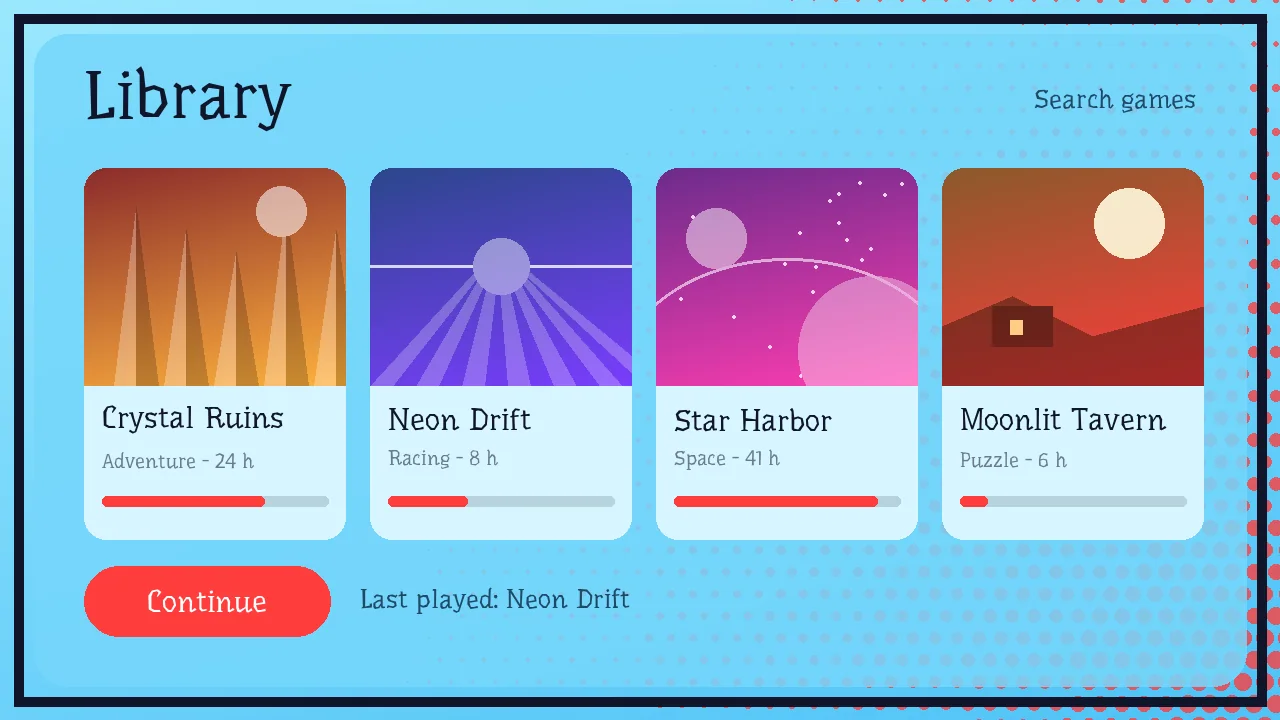 Library
Search games
Crystal Ruins
Adventure - 24 h
Neon Drift
Racing - 8 h
Star Harbor
Space - 41 h
Moonlit Tavern
Puzzle - 6 h
Continue
Last played: Neon Drift